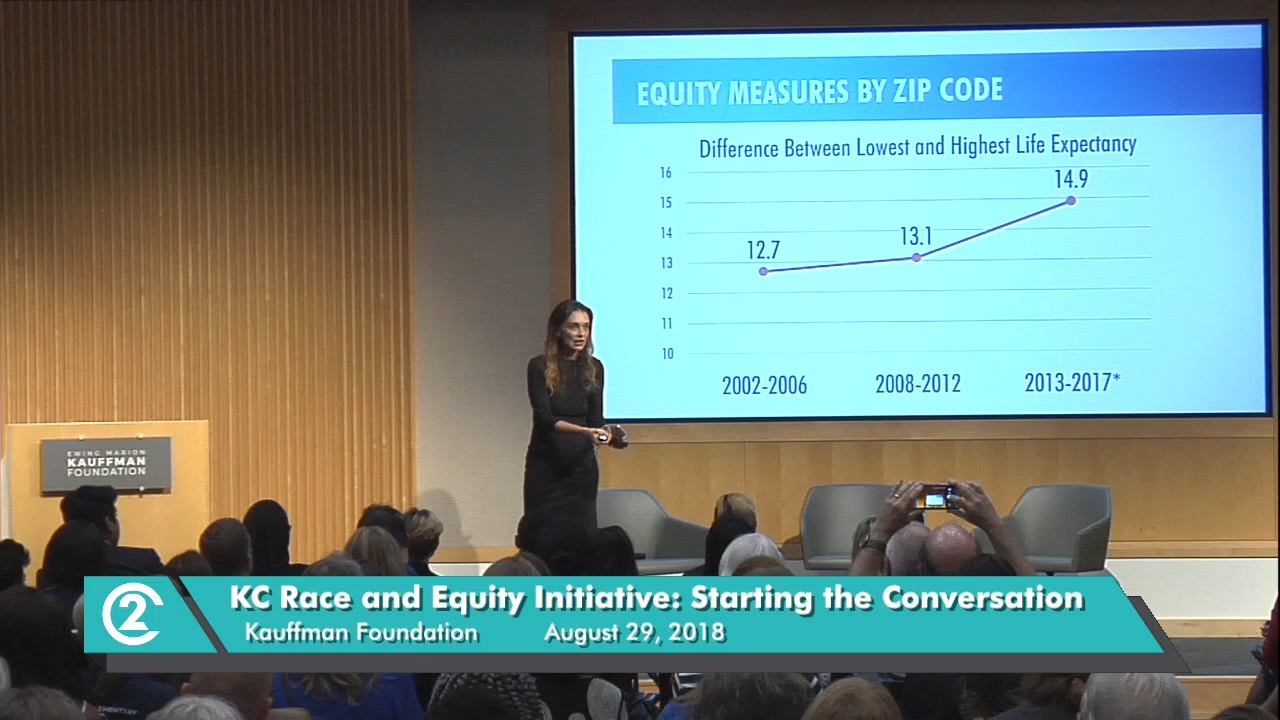 EQUITY MEASURES BY ZIP CODE
Difference Between Lowest and Highest Life Expectancy
16
15
14
13
12
11
10
12.7
13.1
14.9
2002-2006
2008-2012
2013-2017*
EWING MARION
KAUFFMAN
FOUNDATION
2
KC Race and Equity Initiative: Starting the Conversation
Kauffman Foundation August 29, 2018